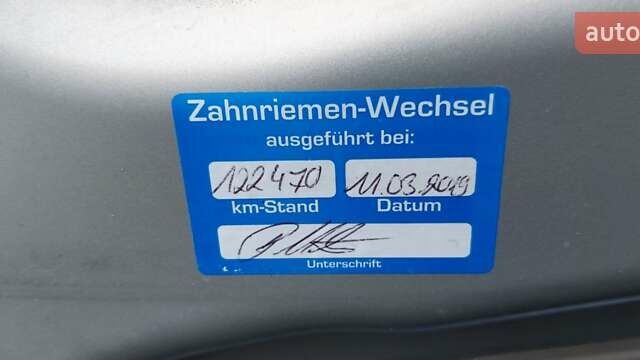 auto
Zahnriemen-Wechsel
ausgeführt bei:
122470 11.03.2019
km-Stand Datum
Unterschrift